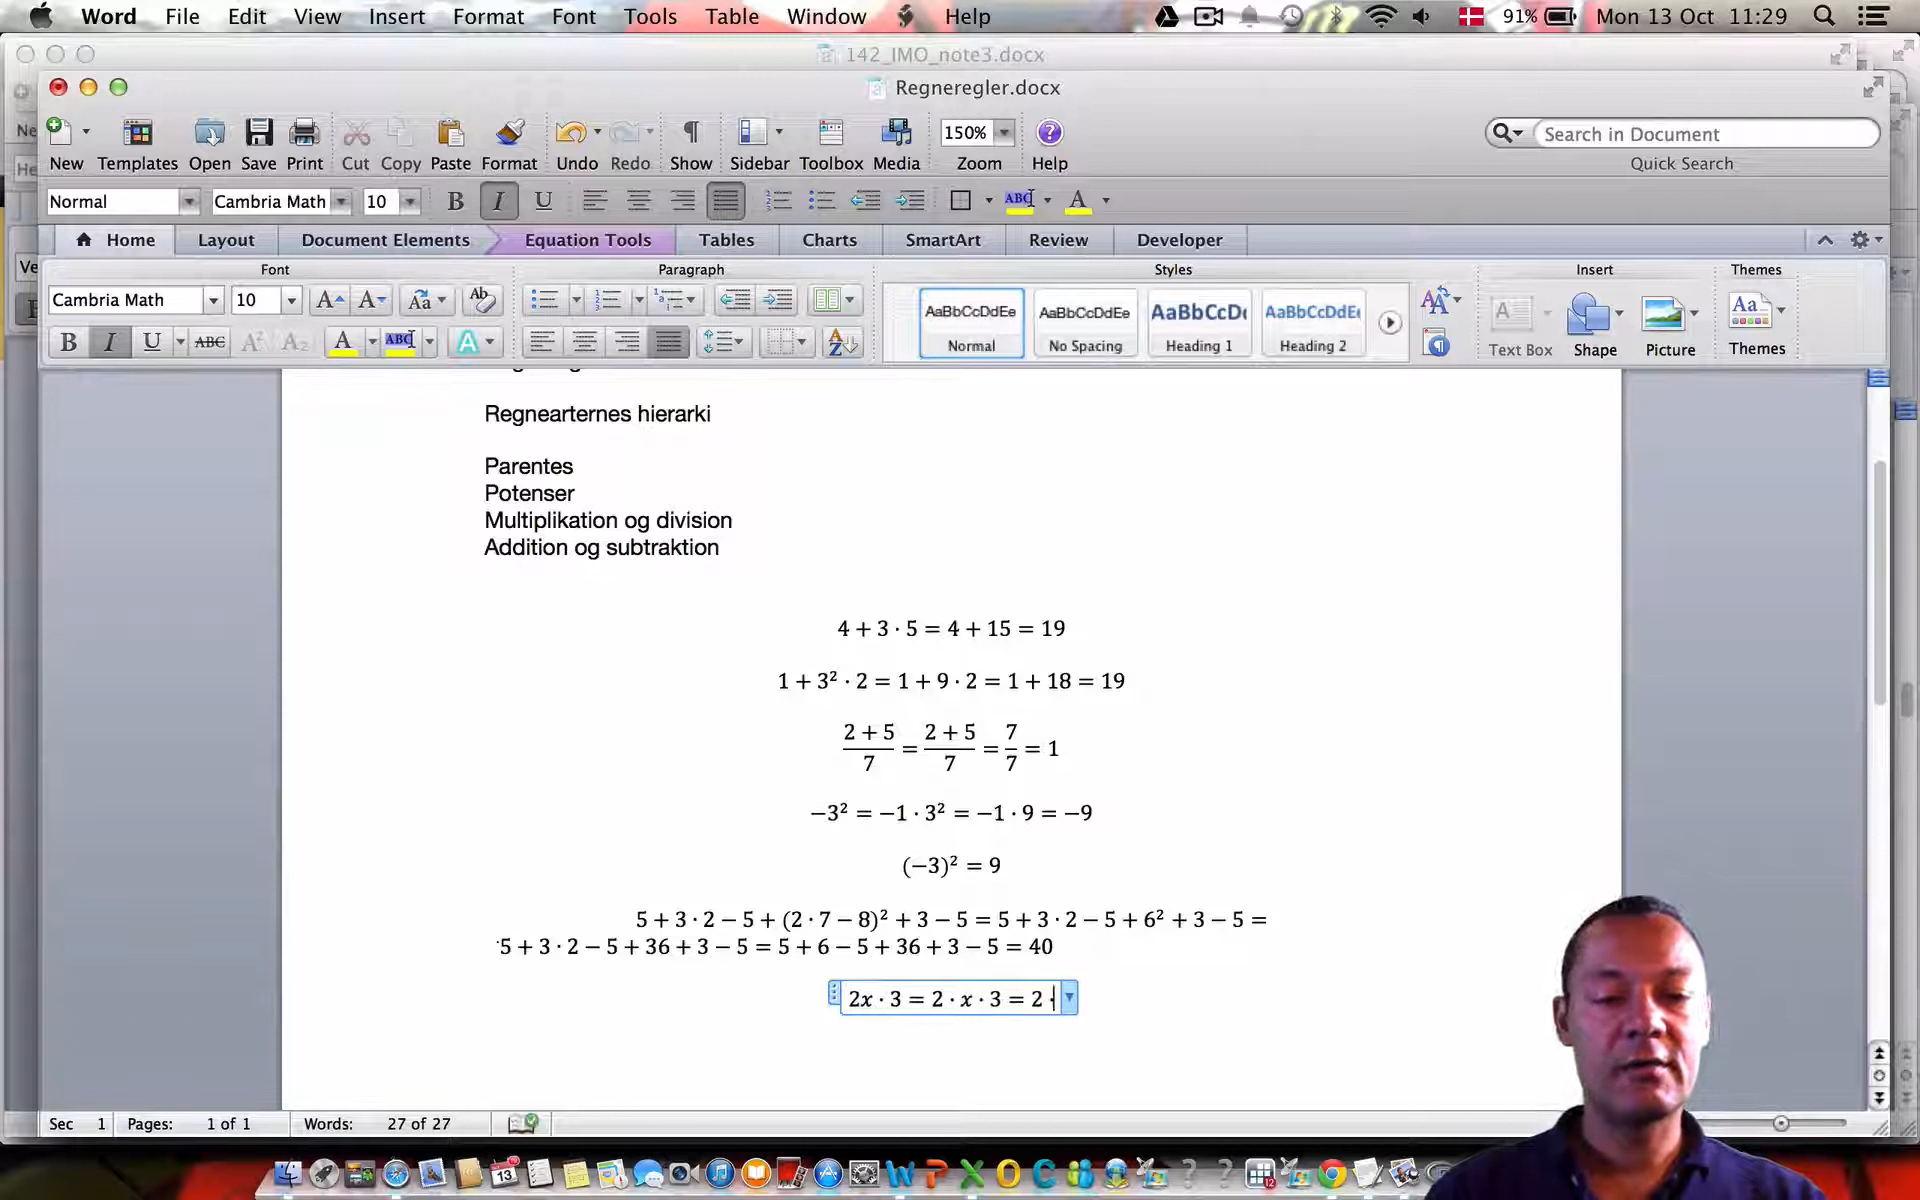 Word File Edit View Insert Format Font Tools Table Window Help 91% Mon 13 Oct 11:29
142_IMO_note3.docx
Regneregler.docx
150% Search in Document
New Templates Open Save Print Cut Copy Paste Format Undo Redo Show Sidebar Toolbox Media Zoom Help Quick Search
Normal Cambria Math 10 B I U ABC A
Home Layout Document Elements Equation Tools Tables Charts SmartArt Review Developer
Font Paragraph Styles Insert Themes
Cambria Math 10 AaBbCcDdEe AaBbCcDdEe AaBbCcD AaBbCcDdE
B I U ABC Normal No Spacing Heading 1 Heading 2 Text Box Shape Picture Themes
Regnearternes hierarki
Parentes
Potenser
Multiplikation og division
Addition og subtraktion
4 + 3 · 5 = 4 + 15 = 19
1 + 3² · 2 = 1 + 9 · 2 = 1 + 18 = 19
2 + 5 / 7 = 2 + 5 / 7 = 7 / 7 = 1
−3² = −1 · 3² = −1 · 9 = −9
(−3)² = 9
5 + 3 · 2 − 5 + (2 · 7 − 8)² + 3 − 5 = 5 + 3 · 2 − 5 + 6² + 3 − 5 =
5 + 3 · 2 − 5 + 36 + 3 − 5 = 5 + 6 − 5 + 36 + 3 − 5 = 40
2x · 3 = 2 · x · 3 = 2 ·
Sec 1 Pages: 1 of 1 Words: 27 of 27